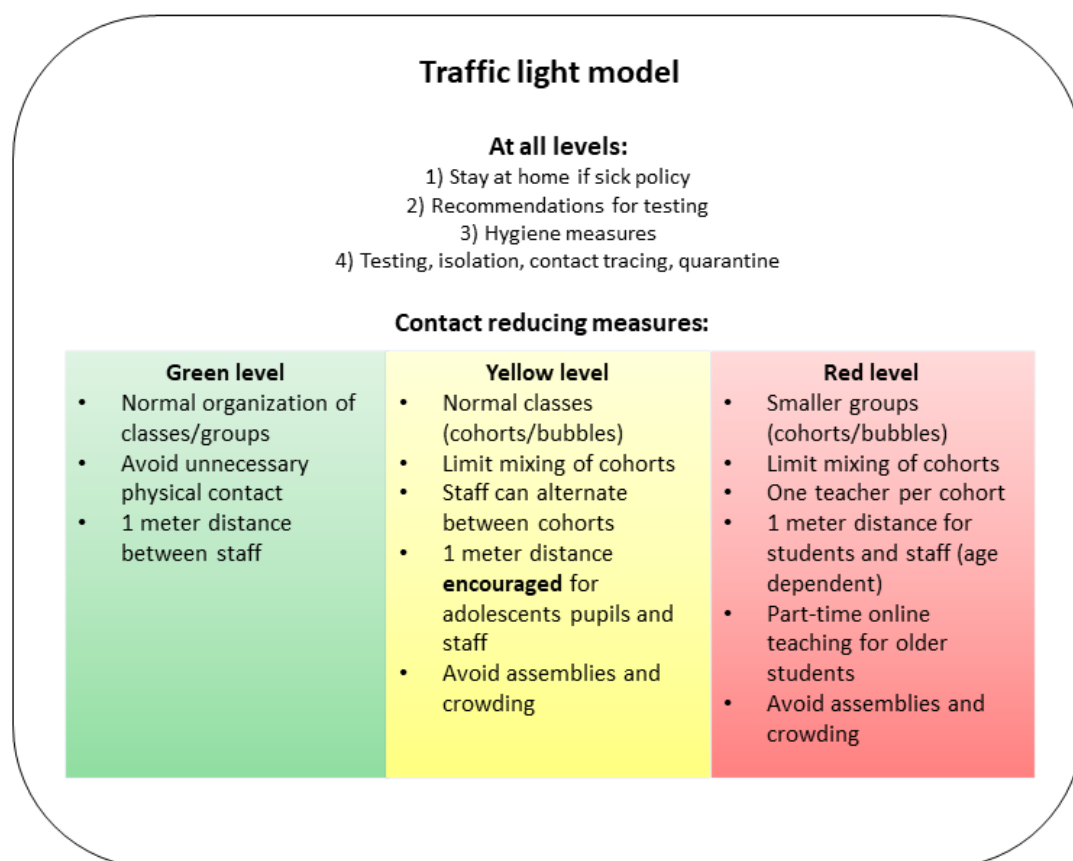 Traffic light model
At all levels:
1) Stay at home if sick policy
2) Recommendations for testing
3) Hygiene measures
4) Testing, isolation, contact tracing, quarantine
Contact reducing measures:
Green level
• Normal organization of
classes/groups
• Avoid unnecessary
physical contact
• 1 meter distance
between staff
Yellow level
• Normal classes
(cohorts/bubbles)
• Limit mixing of cohorts
• Staff can alternate
between cohorts
• 1 meter distance
encouraged for
adolescents pupils and
staff
• Avoid assemblies and
crowding
Red level
• Smaller groups
(cohorts/bubbles)
• Limit mixing of cohorts
• One teacher per cohort
• 1 meter distance for
students and staff (age
dependent)
• Part-time online
teaching for older
students
• Avoid assemblies and
crowding